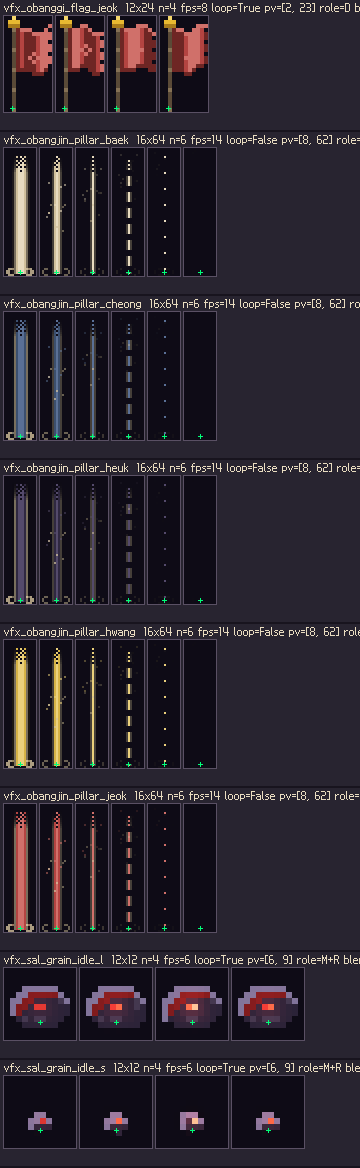 vfx_obanggi_flag_jeok 12x24 n=4 fps=8 loop=True pv=[2, 23] role=D b
vfx_obangjin_pillar_baek 16x64 n=6 fps=14 loop=False pv=[8, 62] role=
vfx_obangjin_pillar_cheong 16x64 n=6 fps=14 loop=False pv=[8, 62] ro
vfx_obangjin_pillar_heuk 16x64 n=6 fps=14 loop=False pv=[8, 62] role
vfx_obangjin_pillar_hwang 16x64 n=6 fps=14 loop=False pv=[8, 62] role
vfx_obangjin_pillar_jeok 16x64 n=6 fps=14 loop=False pv=[8, 62] role=
vfx_sal_grain_idle_l 12x12 n=4 fps=6 loop=True pv=[6, 9] role=M+R ble
vfx_sal_grain_idle_s 12x12 n=4 fps=6 loop=True pv=[6, 9] role=M+R ble